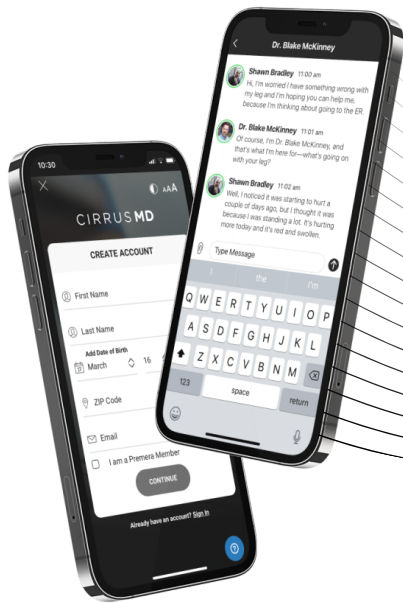 Dr. Blake McKinney
Shawn Bradley 11:00 am
Hi, I'm worried I have something wrong with
my leg and I'm hoping you can help me,
because I'm thinking about going to the ER.
Dr. Blake McKinney 11:01 am
Of course, I'm Dr. Blake McKinney, and
that's what I'm here for—what's going on
with your leg?
Shawn Bradley 11:02 am
Well, I noticed it was starting to hurt a
couple of days ago, but I thought it was
because I was standing a lot. It's hurting
more today and it's red and swollen.
Type Message
I the I'm
Q W E R T Y U I O P
A S D F G H J K L
Z X C V B N M
123 space return
10:30
AAA
CIRRUSMD
CREATE ACCOUNT
First Name
Last Name
Add Date of Birth
March 16
ZIP Code
Email
I am a Premera Member
CONTINUE
Already have an account? Sign In